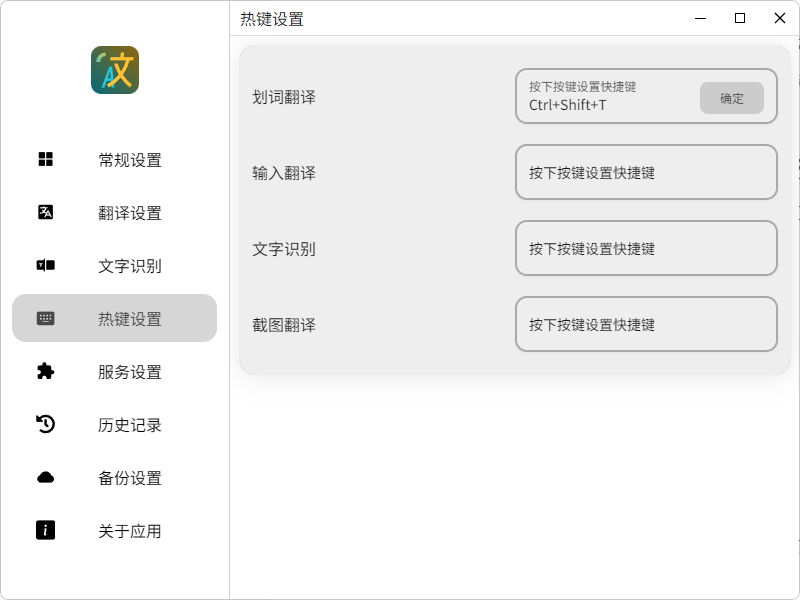 热键设置
文
A
常规设置
翻译设置
文字识别
热键设置
服务设置
历史记录
备份设置
关于应用
划词翻译
按下按键设置快捷键
Ctrl+Shift+T
确定
输入翻译
按下按键设置快捷键
文字识别
按下按键设置快捷键
截图翻译
按下按键设置快捷键